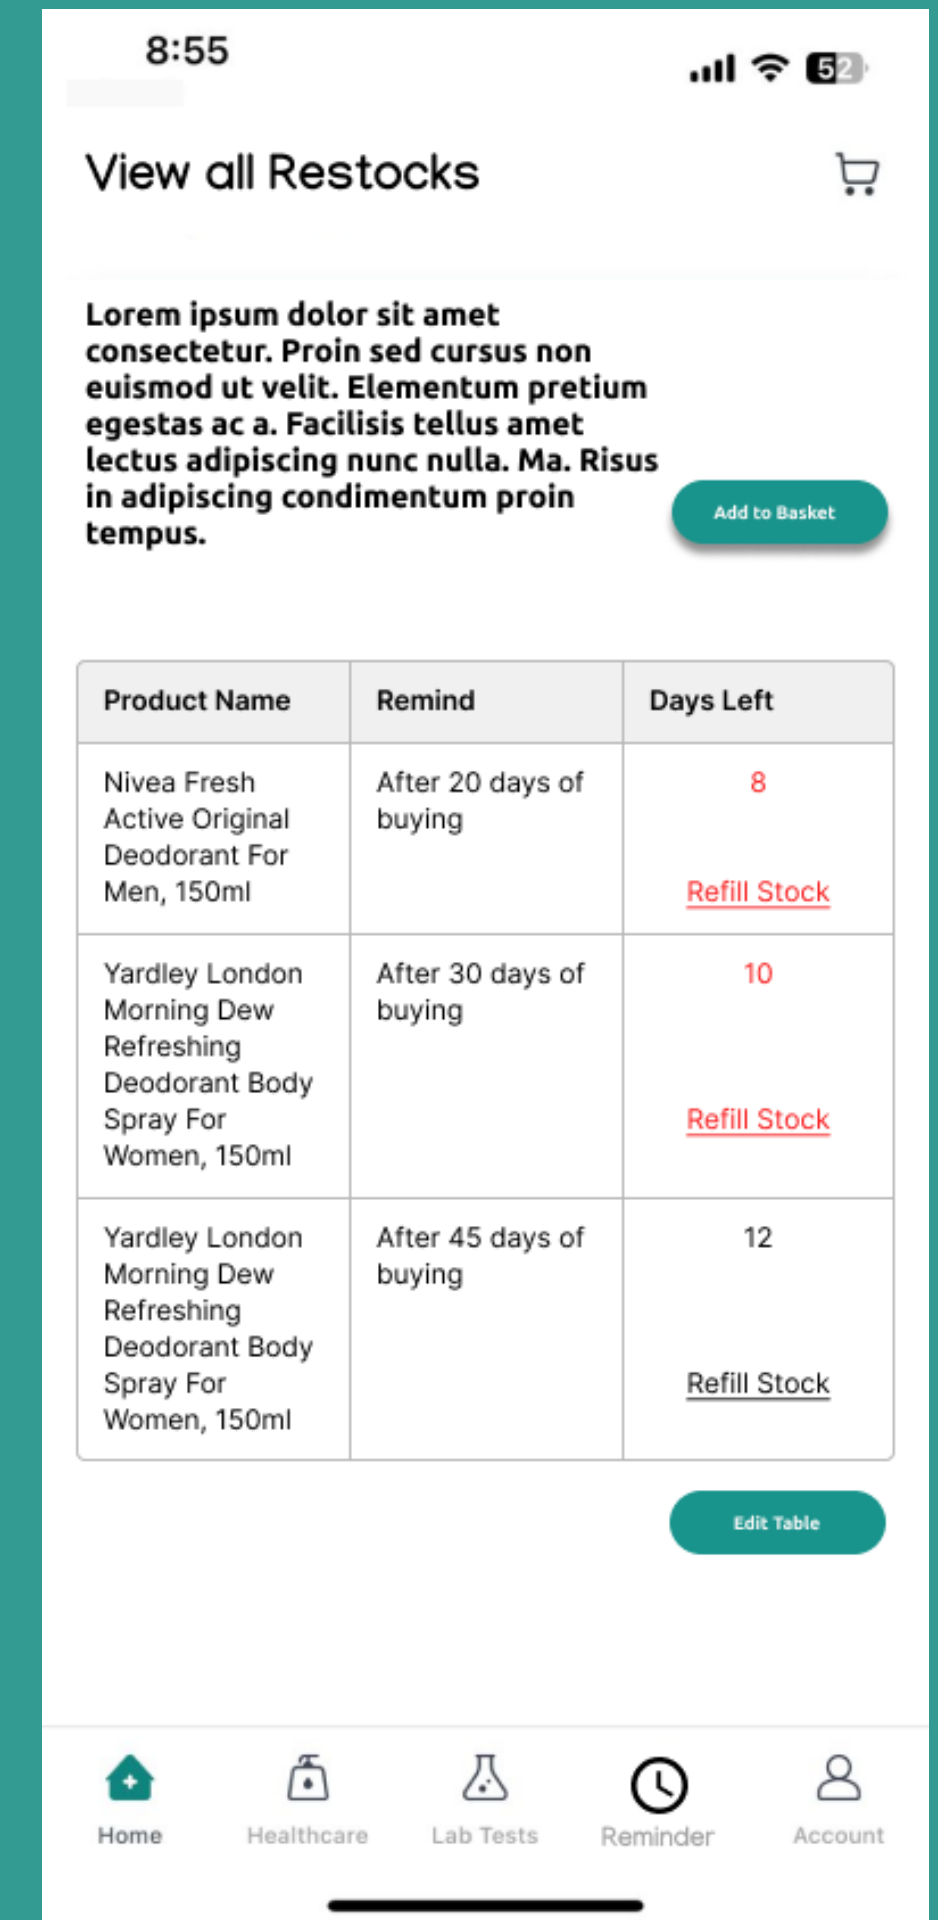 8:55
52
View all Restocks
Lorem ipsum dolor sit amet
consectetur. Proin sed cursus non
euismod ut velit. Elementum pretium
egestas ac a. Facilisis tellus amet
lectus adipiscing nunc nulla. Ma. Risus
in adipiscing condimentum proin
tempus.
Add to Basket
Product Name
Remind
Days Left
Nivea Fresh
Active Original
Deodorant For
Men, 150ml
After 20 days of
buying
8
Refill Stock
Yardley London
Morning Dew
Refreshing
Deodorant Body
Spray For
Women, 150ml
After 30 days of
buying
10
Refill Stock
Yardley London
Morning Dew
Refreshing
Deodorant Body
Spray For
Women, 150ml
After 45 days of
buying
12
Refill Stock
Edit Table
Home
Healthcare
Lab Tests
Reminder
Account